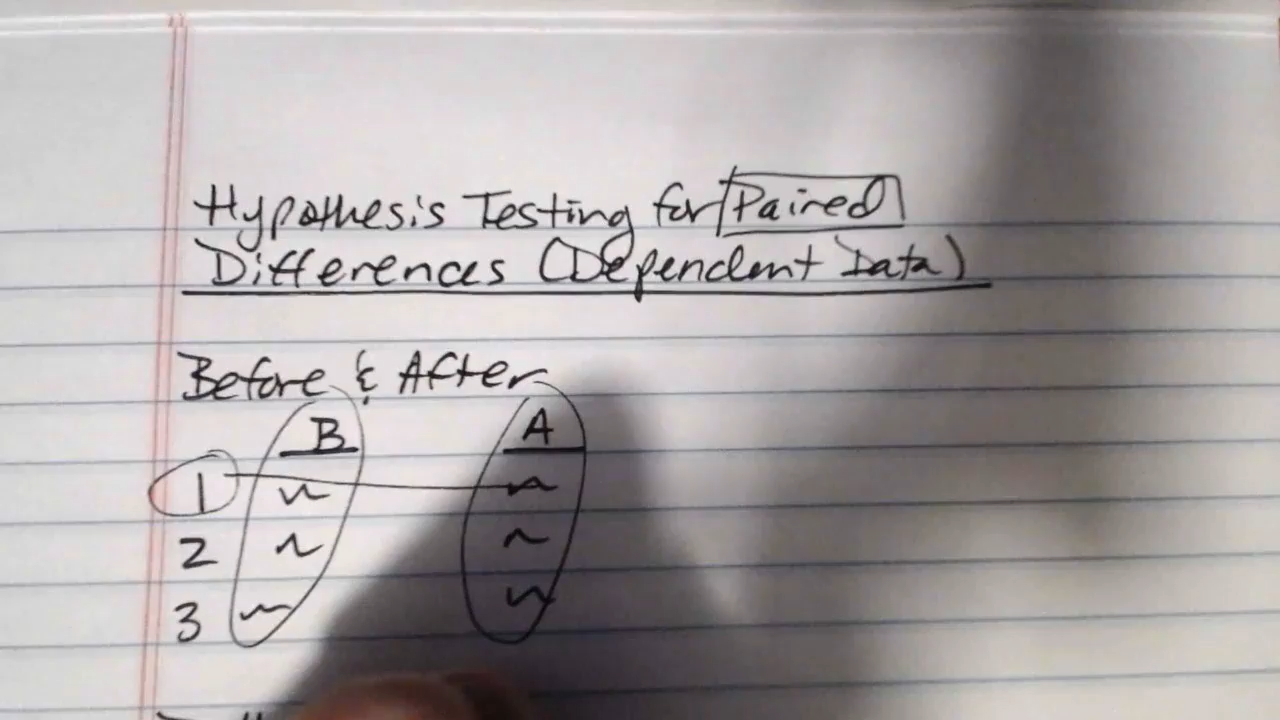 Hypothesis Testing for Paired
Differences (Dependent Data)
Before & After
B A
1
2
3